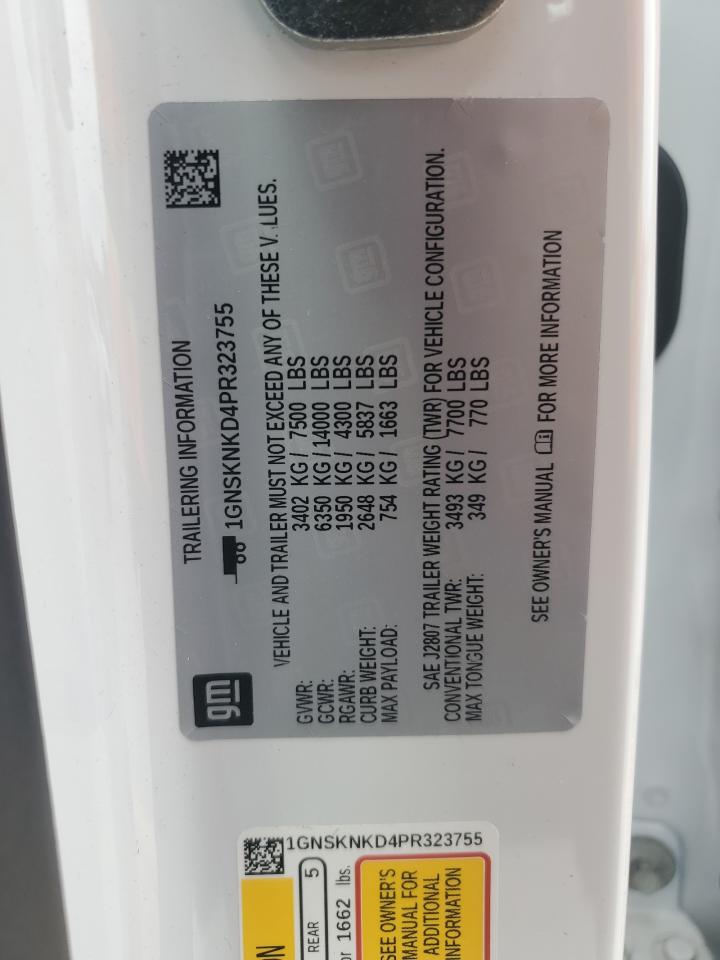 gm
TRAILERING INFORMATION
1GNSKNKD4PR323755
VEHICLE AND TRAILER MUST NOT EXCEED ANY OF THESE V.LUES.
GVWR: 3402 KG / 7500 LBS
GCWR: 6350 KG / 14000 LBS
RGAWR: 1950 KG / 4300 LBS
CURB WEIGHT: 2648 KG / 5837 LBS
MAX PAYLOAD: 754 KG / 1663 LBS
SAE J2807 TRAILER WEIGHT RATING (TWR) FOR VEHICLE CONFIGURATION.
CONVENTIONAL TWR: 3493 KG / 7700 LBS
MAX TONGUE WEIGHT: 349 KG / 770 LBS
SEE OWNER'S MANUAL FOR MORE INFORMATION
1GNSKNKD4PR323755
REAR 5
1662 lbs.
SEE OWNER'S
MANUAL FOR
ADDITIONAL
INFORMATION